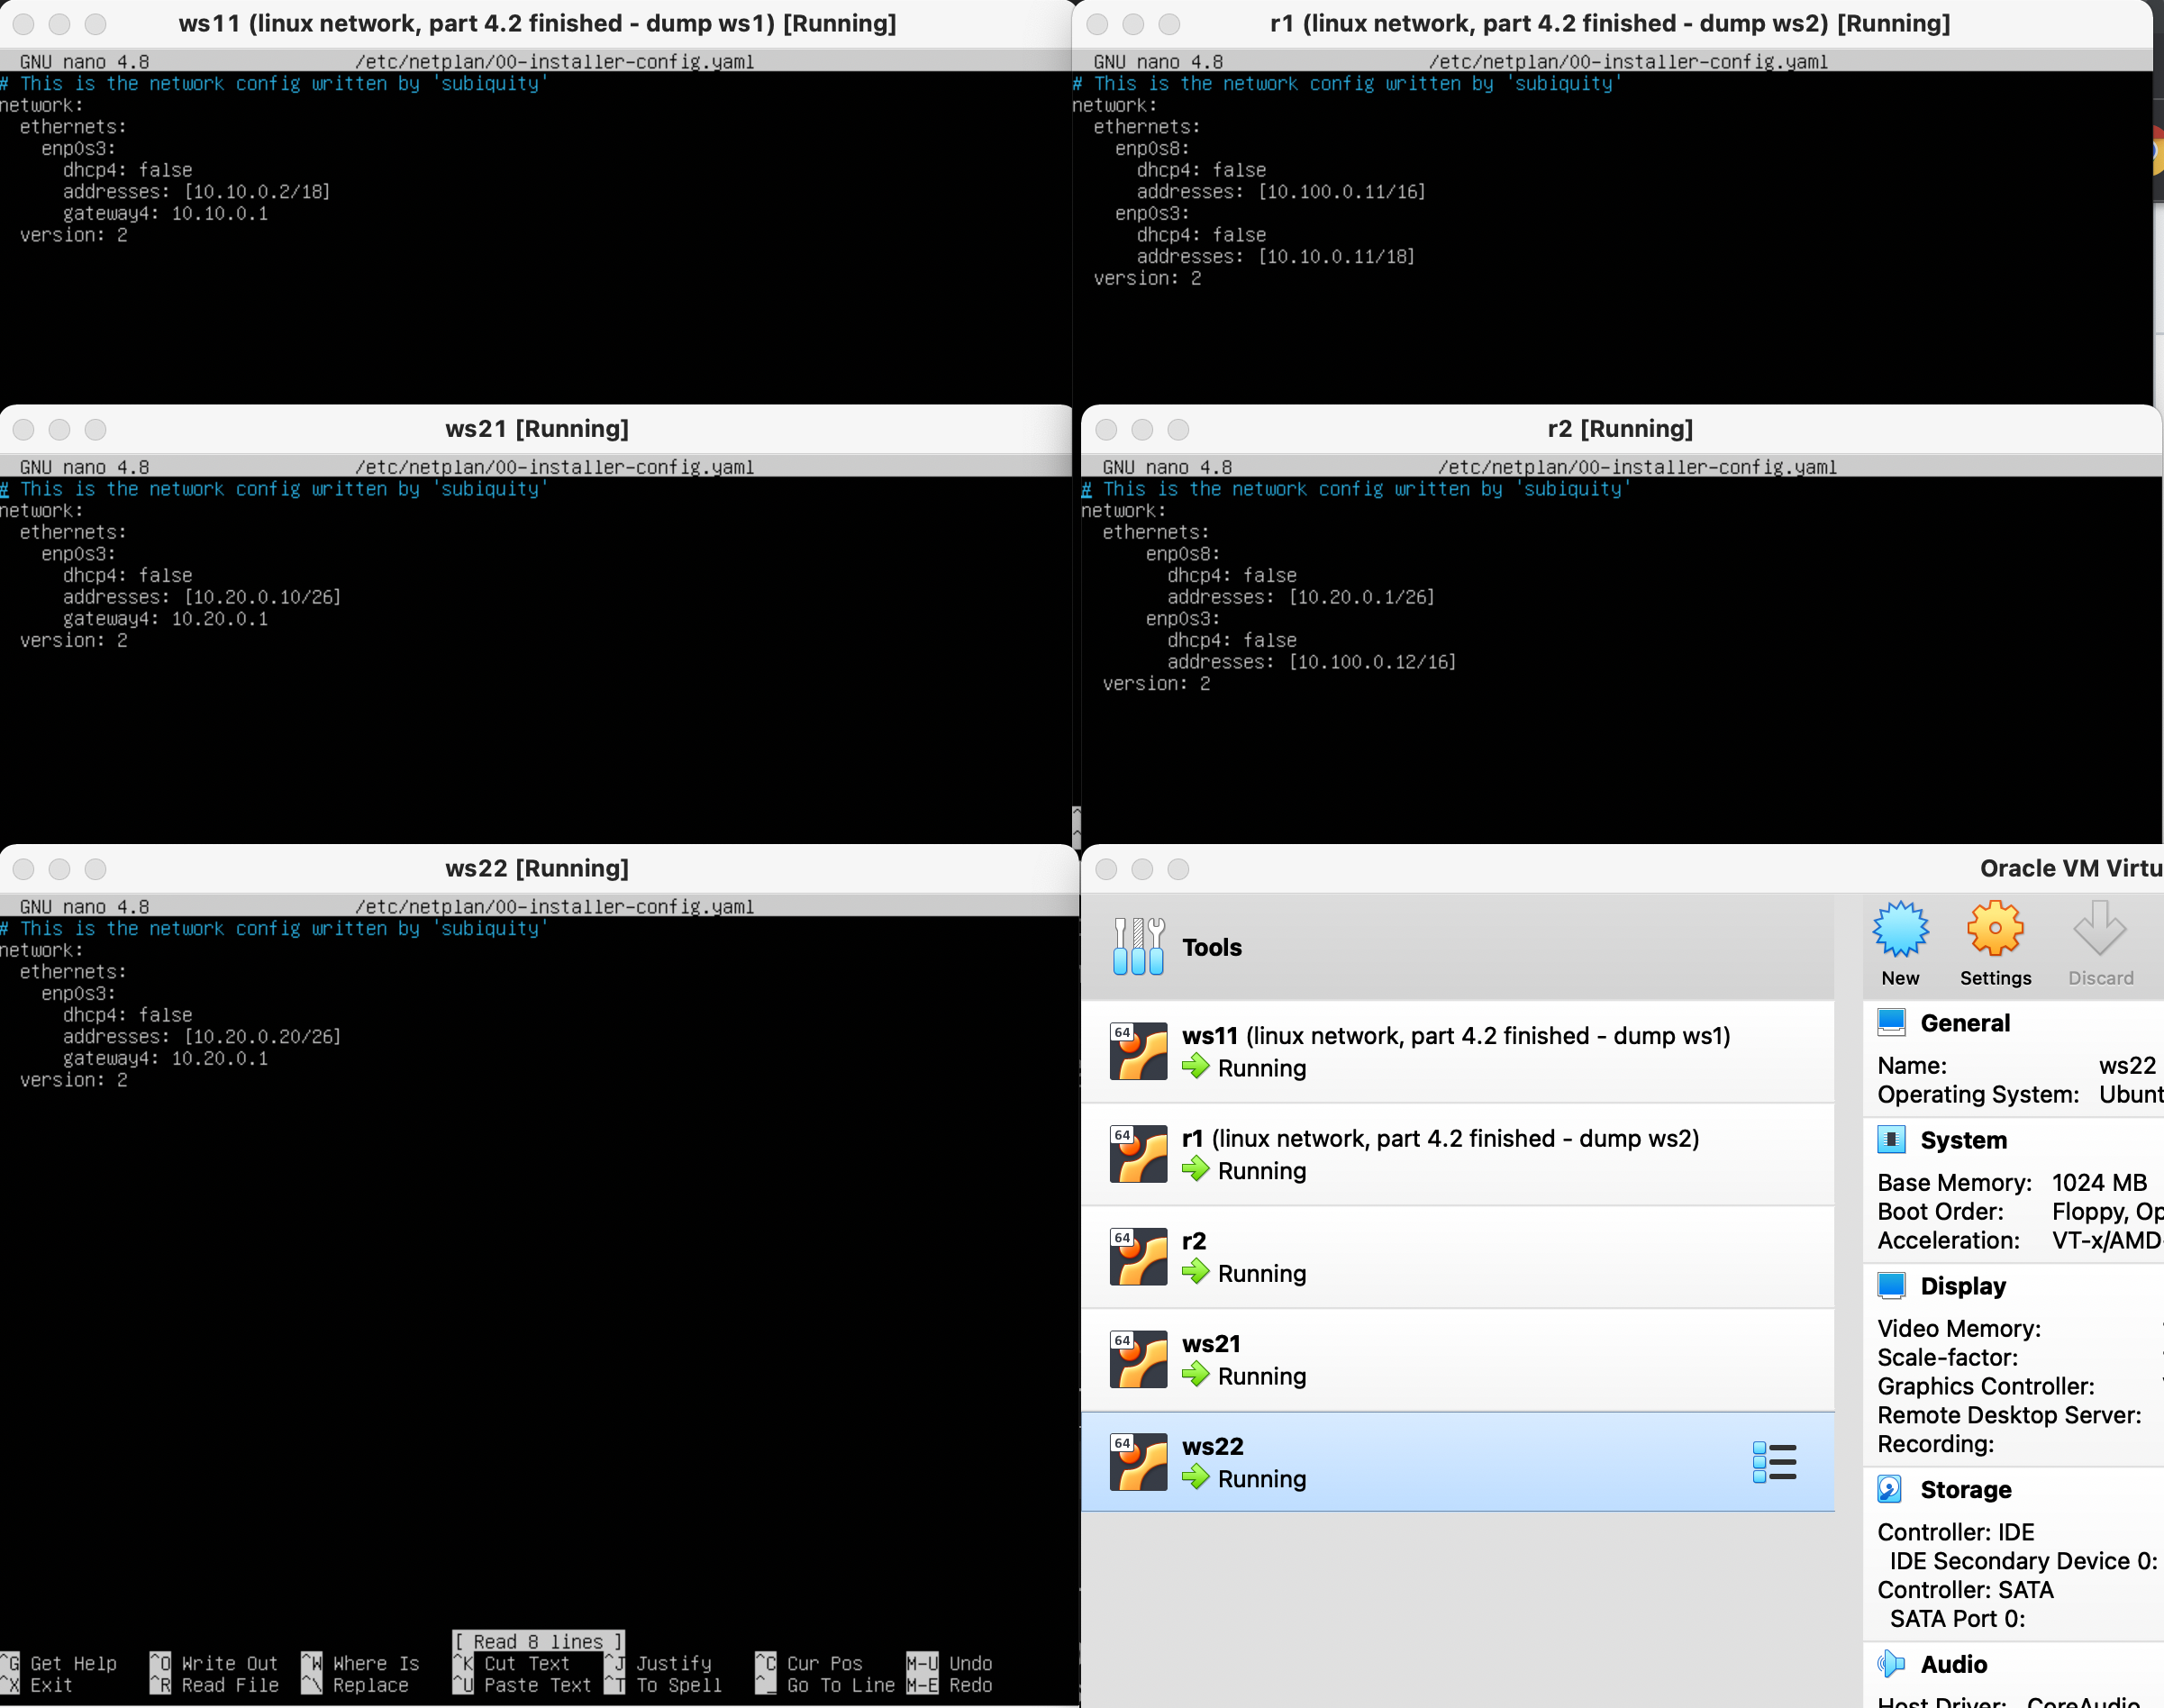 ws11 (linux network, part 4.2 finished - dump ws1) [Running]
GNU nano 4.8 /etc/netplan/00-installer-config.yaml
# This is the network config written by 'subiquity'
network:
  ethernets:
    enp0s3:
      dhcp4: false
      addresses: [10.10.0.2/18]
      gateway4: 10.10.0.1
  version: 2
r1 (linux network, part 4.2 finished - dump ws2) [Running]
GNU nano 4.8 /etc/netplan/00-installer-config.yaml
# This is the network config written by 'subiquity'
network:
  ethernets:
    enp0s8:
      dhcp4: false
      addresses: [10.100.0.11/16]
    enp0s3:
      dhcp4: false
      addresses: [10.10.0.11/18]
  version: 2
ws21 [Running]
GNU nano 4.8 /etc/netplan/00-installer-config.yaml
# This is the network config written by 'subiquity'
network:
  ethernets:
    enp0s3:
      dhcp4: false
      addresses: [10.20.0.10/26]
      gateway4: 10.20.0.1
  version: 2
r2 [Running]
GNU nano 4.8 /etc/netplan/00-installer-config.yaml
# This is the network config written by 'subiquity'
network:
  ethernets:
      enp0s8:
        dhcp4: false
        addresses: [10.20.0.1/26]
      enp0s3:
        dhcp4: false
        addresses: [10.100.0.12/16]
  version: 2
ws22 [Running]
GNU nano 4.8 /etc/netplan/00-installer-config.yaml
# This is the network config written by 'subiquity'
network:
  ethernets:
    enp0s3:
      dhcp4: false
      addresses: [10.20.0.20/26]
      gateway4: 10.20.0.1
  version: 2
[ Read 8 lines ]
^G Get Help ^O Write Out ^W Where Is ^K Cut Text ^J Justify ^C Cur Pos M-U Undo
^X Exit ^R Read File ^\ Replace ^U Paste Text ^T To Spell ^_ Go To Line M-E Redo
Oracle VM Virtu
Tools
New Settings Discard
64 ws11 (linux network, part 4.2 finished - dump ws1)
Running
64 r1 (linux network, part 4.2 finished - dump ws2)
Running
64 r2
Running
64 ws21
Running
64 ws22
Running
General
Name: ws22
Operating System: Ubunt
System
Base Memory: 1024 MB
Boot Order: Floppy, Op
Acceleration: VT-x/AMD-
Display
Video Memory:
Scale-factor:
Graphics Controller:
Remote Desktop Server:
Recording:
Storage
Controller: IDE
IDE Secondary Device 0:
Controller: SATA
SATA Port 0:
Audio
Host Driver: CoreAudio